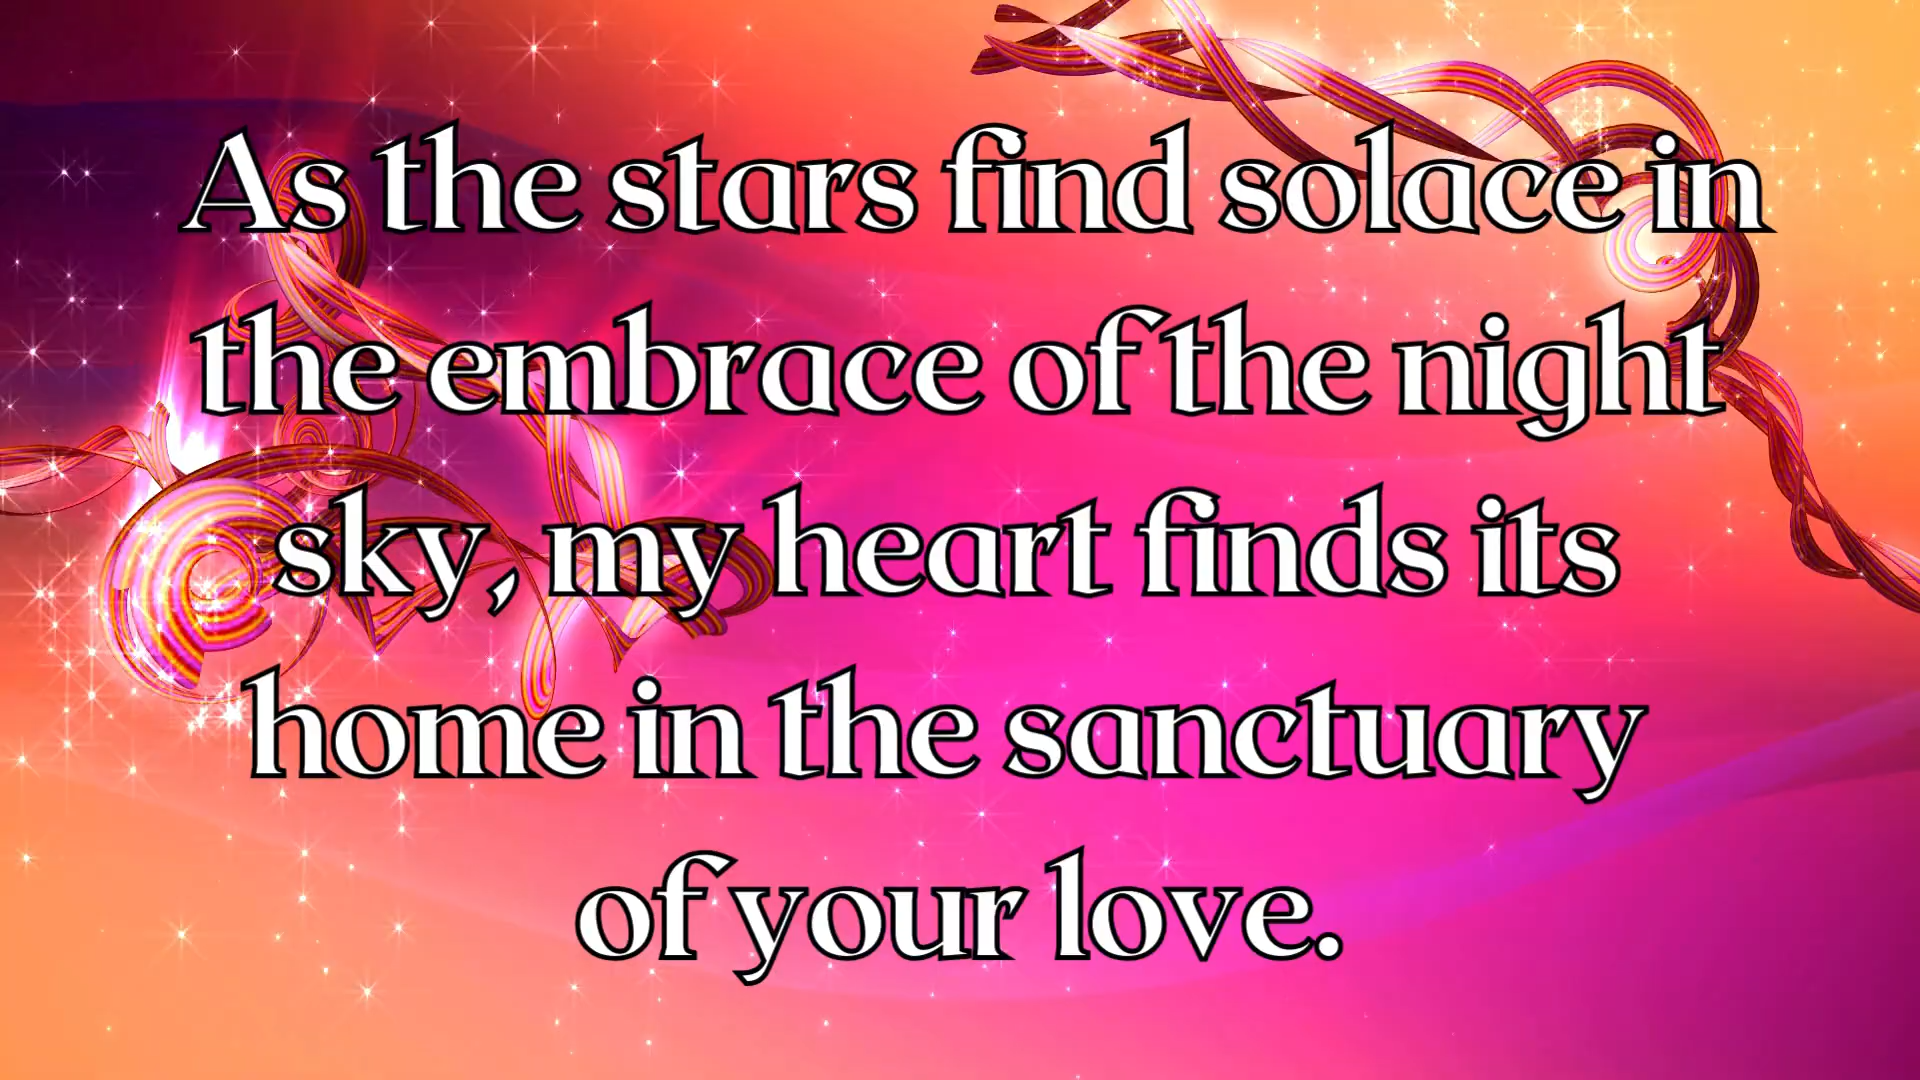 As the stars find solace in
the embrace of the night
sky, my heart finds its
home in the sanctuary
of your love.